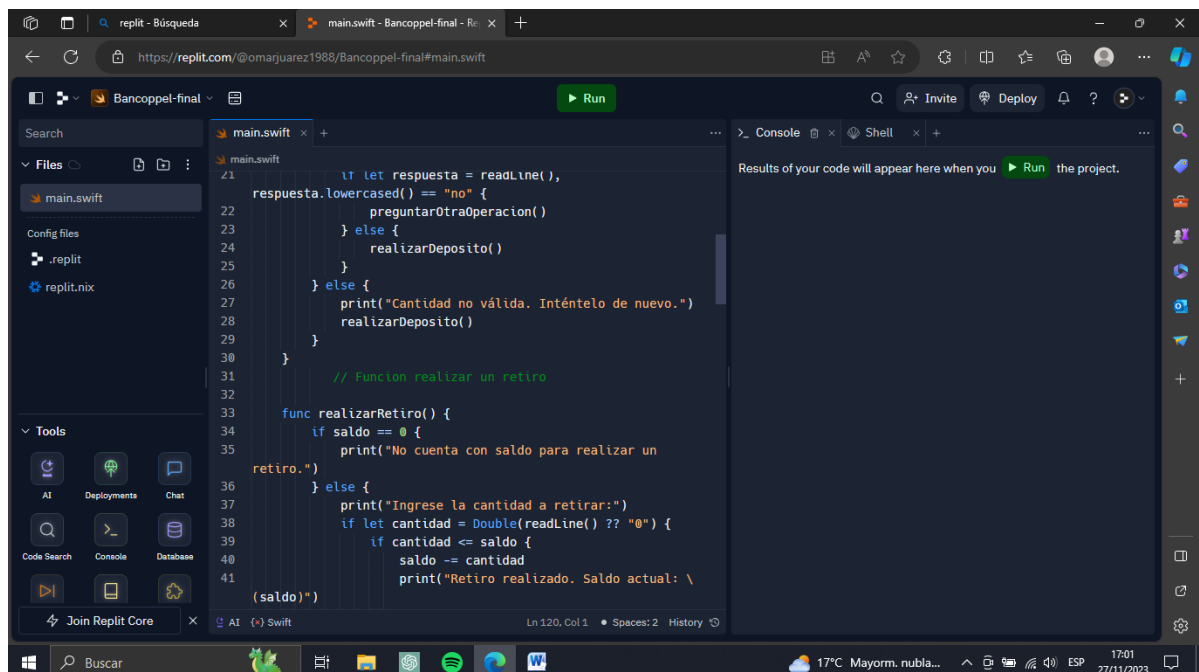 replit - Búsqueda
main.swift - Bancoppel-final - Re
https://replit.com/@omarjuarez1988/Bancoppel-final#main.swift
Bancoppel-final
Run
Invite
Deploy
Search
main.swift
Console
Shell
Files
main.swift
Results of your code will appear here when you Run the project.
main.swift
Config files
.replit
replit.nix
21 if let respuesta = readLine(),
respuesta.lowercased() == "no" {
22 preguntarOtraOperacion()
23 } else {
24 realizarDeposito()
25 }
26 } else {
27 print("Cantidad no válida. Inténtelo de nuevo.")
28 realizarDeposito()
29 }
30 }
31 // Funcion realizar un retiro
32
33 func realizarRetiro() {
34 if saldo == 0 {
35 print("No cuenta con saldo para realizar un
retiro.")
36 } else {
37 print("Ingrese la cantidad a retirar:")
38 if let cantidad = Double(readLine() ?? "0") {
39 if cantidad <= saldo {
40 saldo -= cantidad
41 print("Retiro realizado. Saldo actual: \
(saldo)")
Tools
AI Deployments Chat
Code Search Console Database
Join Replit Core
AI {×} Swift
Ln 120, Col 1 • Spaces: 2 History
Buscar
17°C Mayorm. nubla...
ESP
17:01
27/11/2023